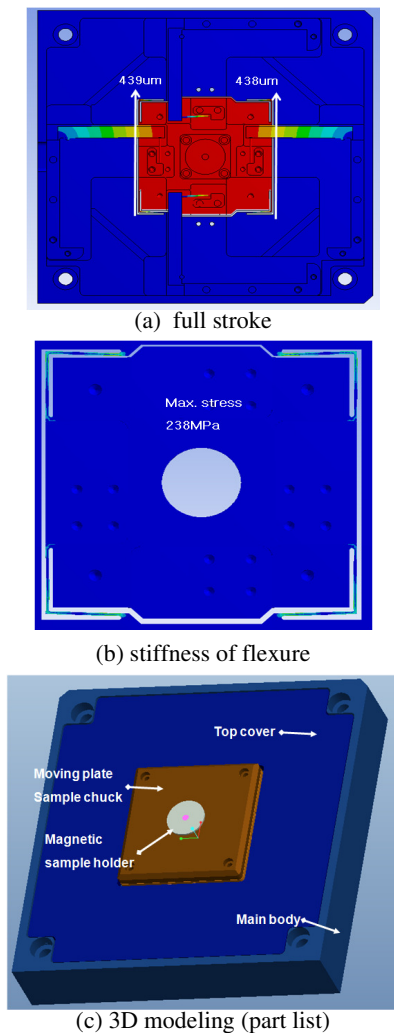 439um
438um
(a) full stroke
Max. stress
238MPa
(b) stiffness of flexure
Top cover
Moving plate
Sample chuck
Magnetic
sample holder
Main body
(c) 3D modeling (part list)